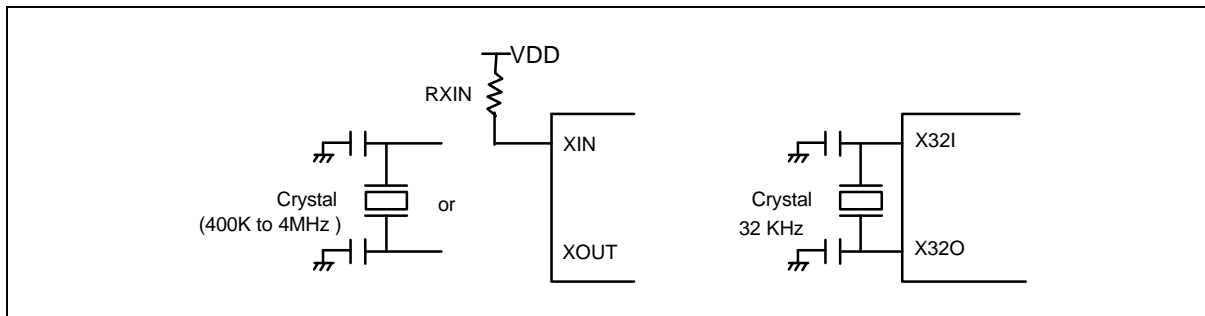 VDD
RXIN
XIN
Crystal
(400K to 4MHz )
or
XOUT
X32I
Crystal
32 KHz
X32O